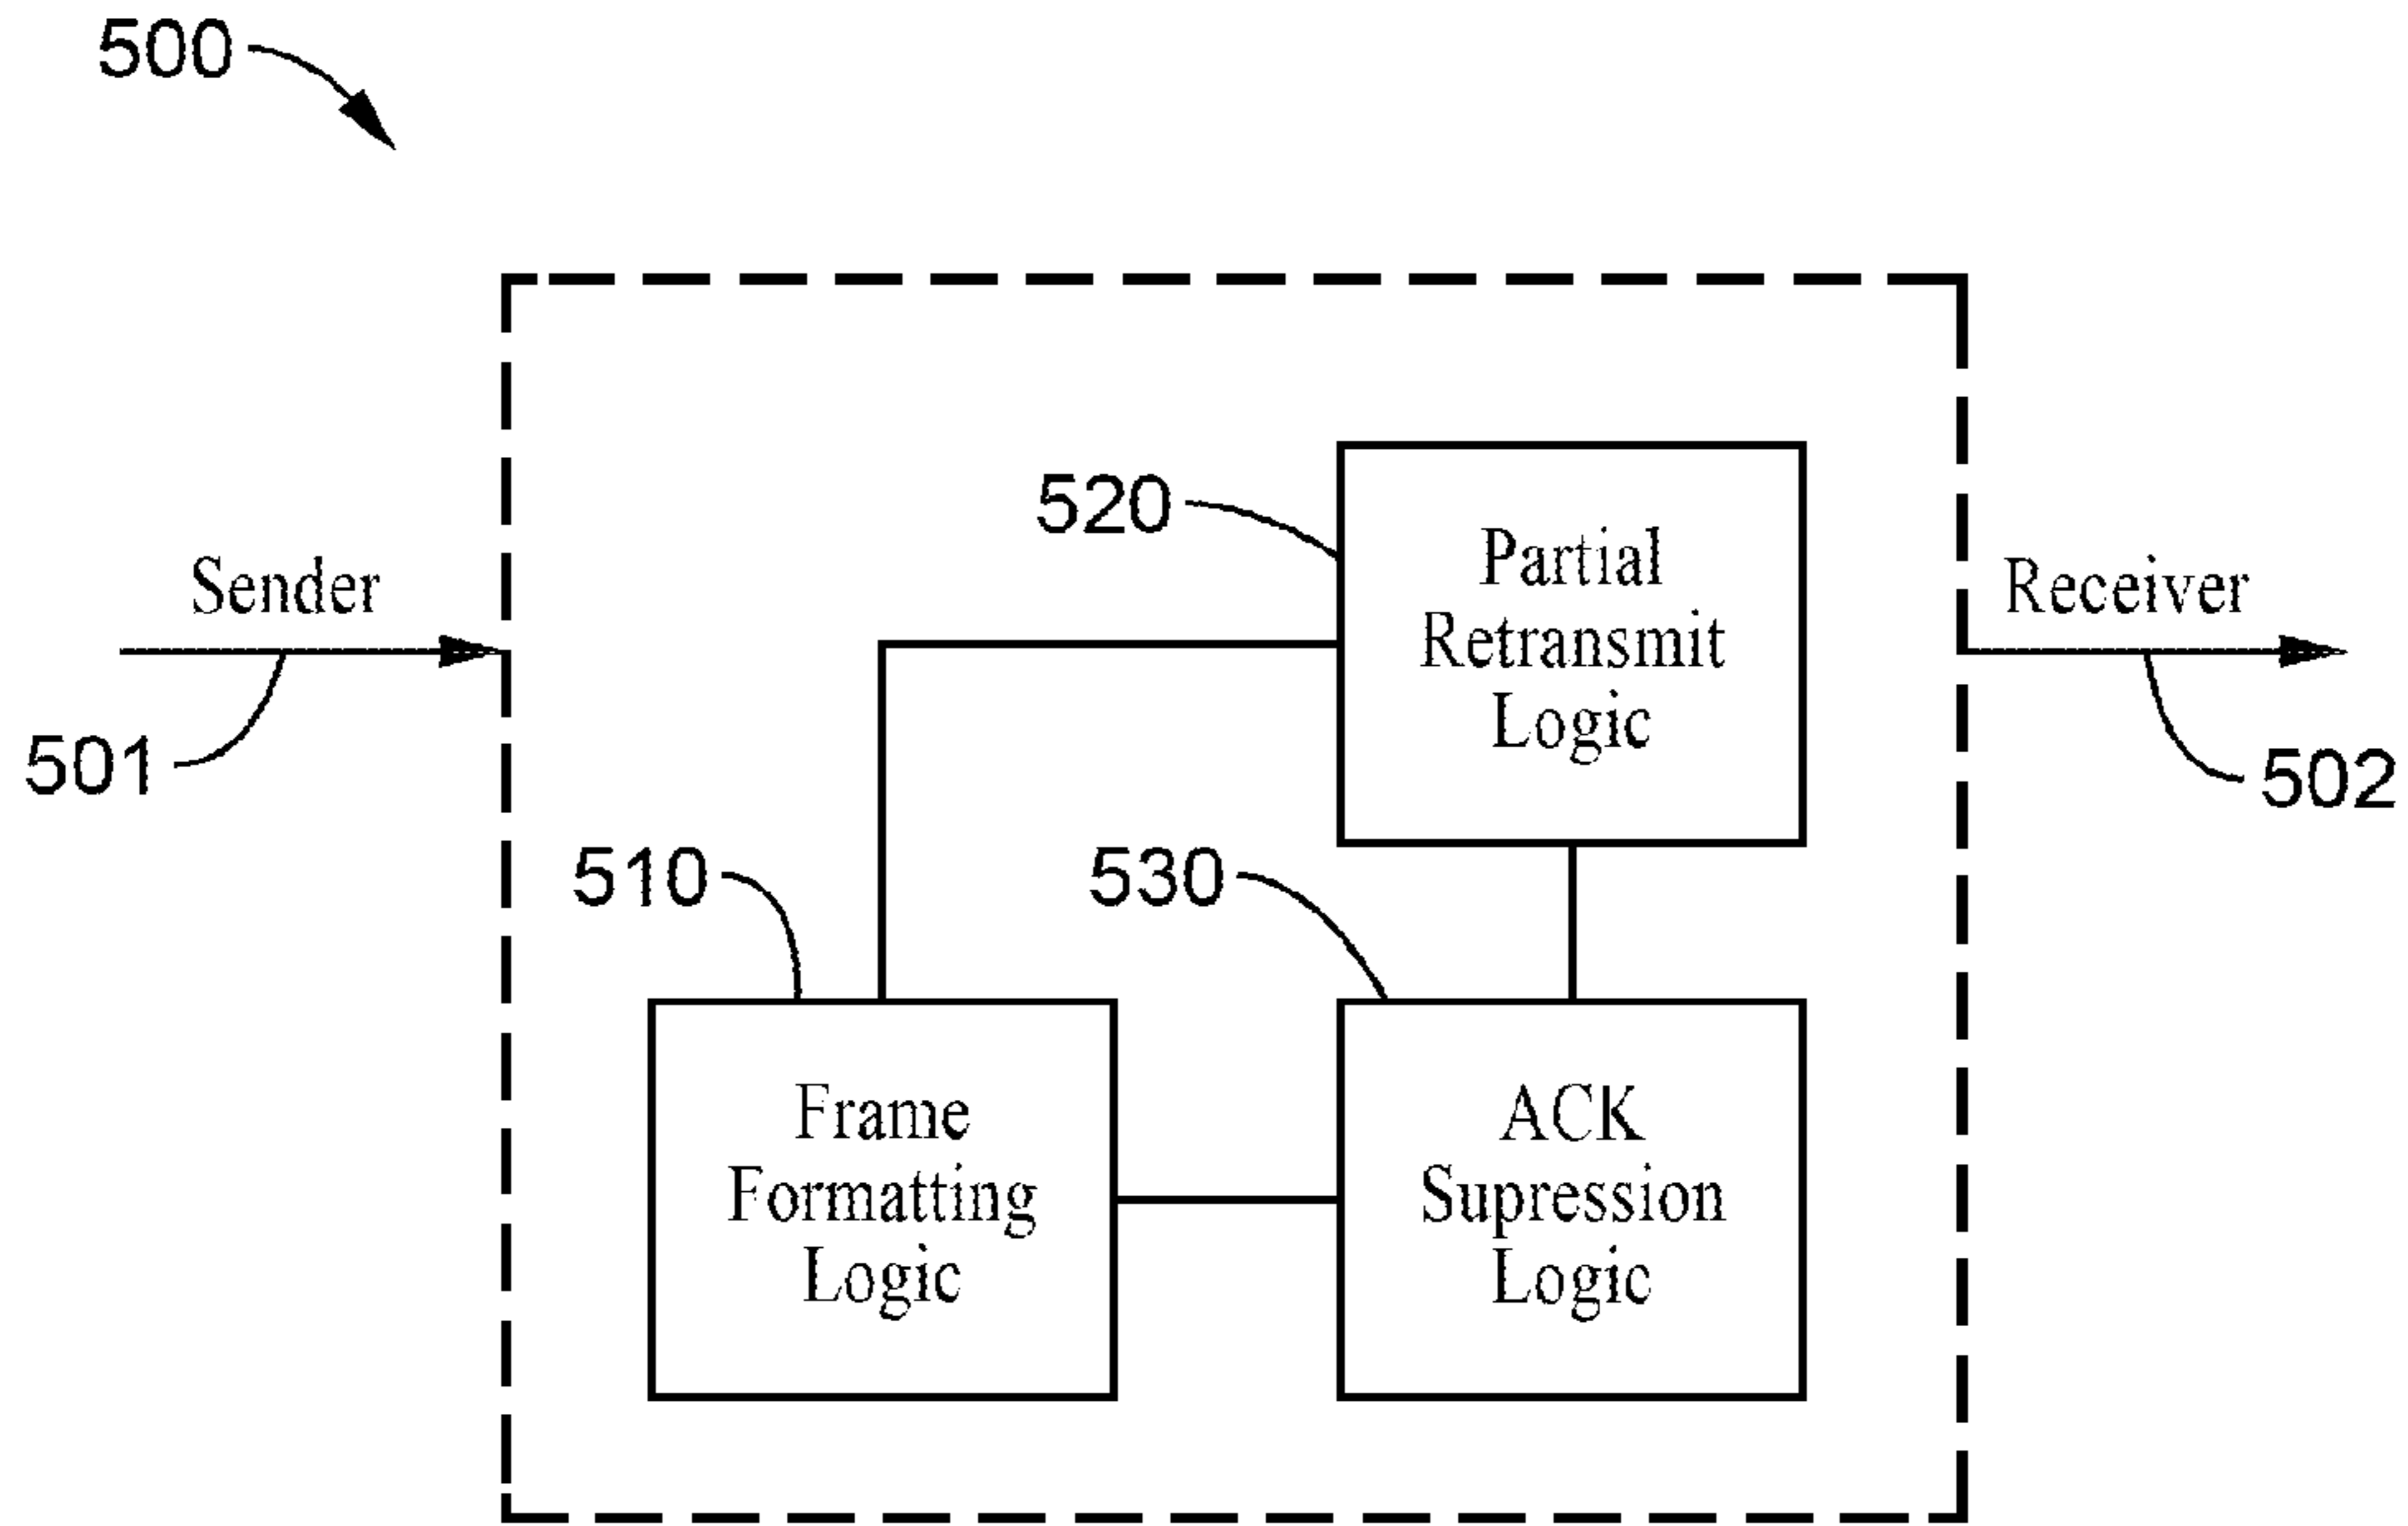 500
520
Partial
Retransmit
Logic
Sender
Receiver
501
502
510
530
Frame
Formatting
Logic
ACK
Supression
Logic